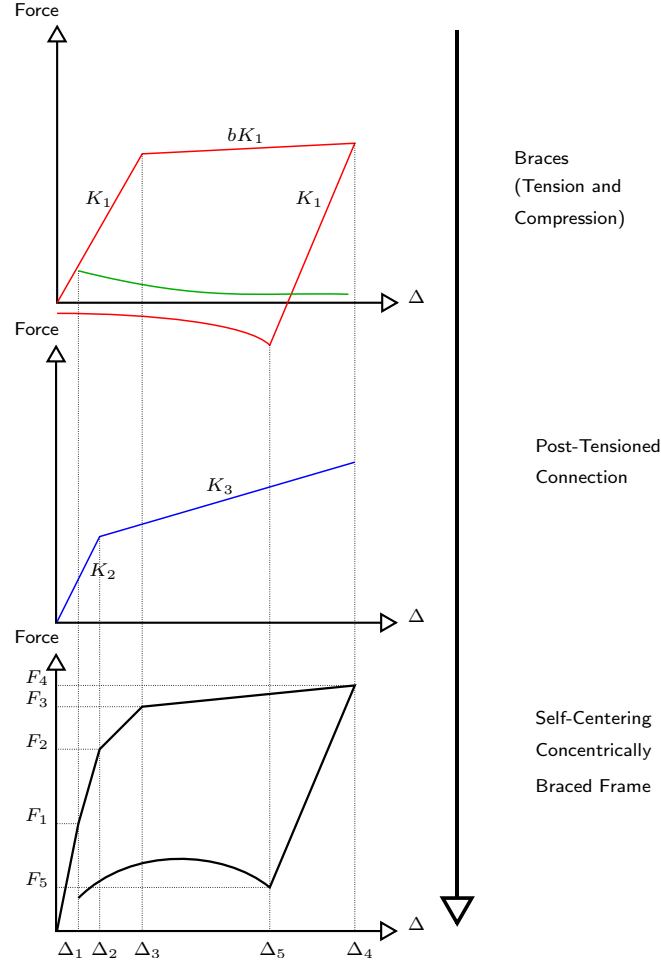 Force
bK₁
K₁
K₁
Δ
Braces
(Tension and
Compression)
Force
K₃
K₂
Δ
Post-Tensioned
Connection
Force
F₄
F₃
F₂
F₁
F₅
Δ
Δ₁
Δ₂
Δ₃
Δ₅
Δ₄
Self-Centering
Concentrically
Braced Frame